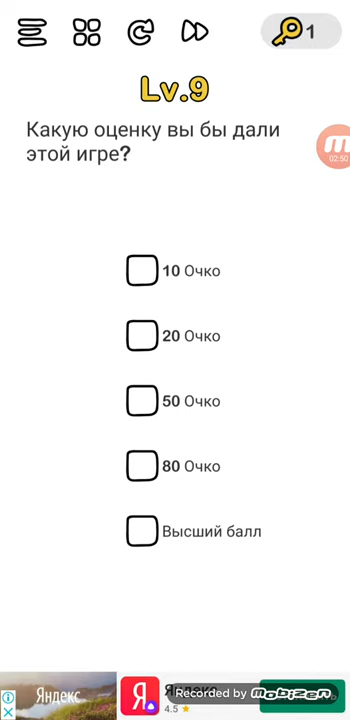 1
Lv.9
Какую оценку вы бы дали
этой игре?
02:50
10 Очко
20 Очко
50 Очко
80 Очко
Высший балл
Яндекс
Я
4.5
Recorded by MOBIZEN